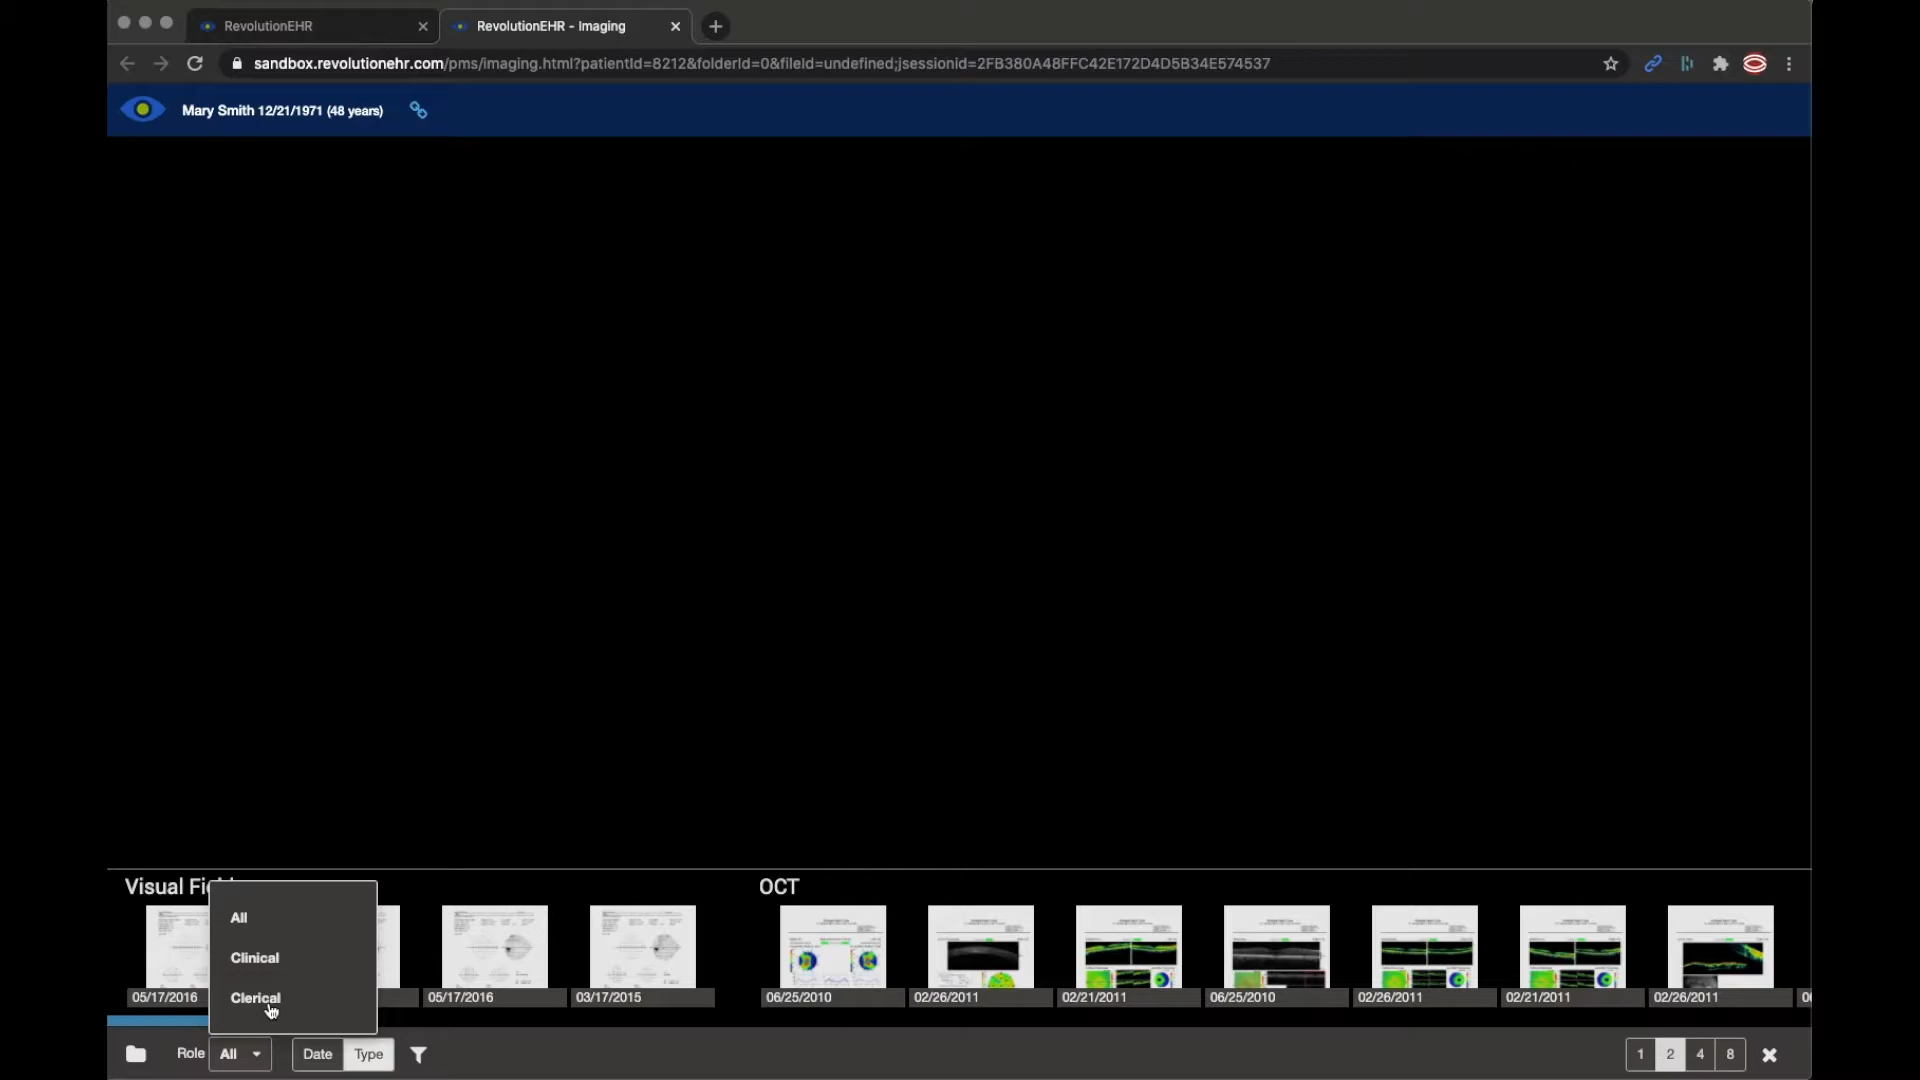 RevolutionEHR
RevolutionEHR - Imaging
sandbox.revolutionehr.com/pms/imaging.html?patientId=8212&folderId=0&fileId=undefined;jsessionid=2FB380A48FFC42E172D4D5B34E574537
Mary Smith 12/21/1971 (48 years)
Visual Fi
OCT
All
Clinical
Clerical
05/17/2016
05/17/2016
03/17/2015
06/25/2010
02/26/2011
02/21/2011
06/25/2010
02/26/2011
02/21/2011
02/26/2011
Role
All
Date
Type
1
2
4
8